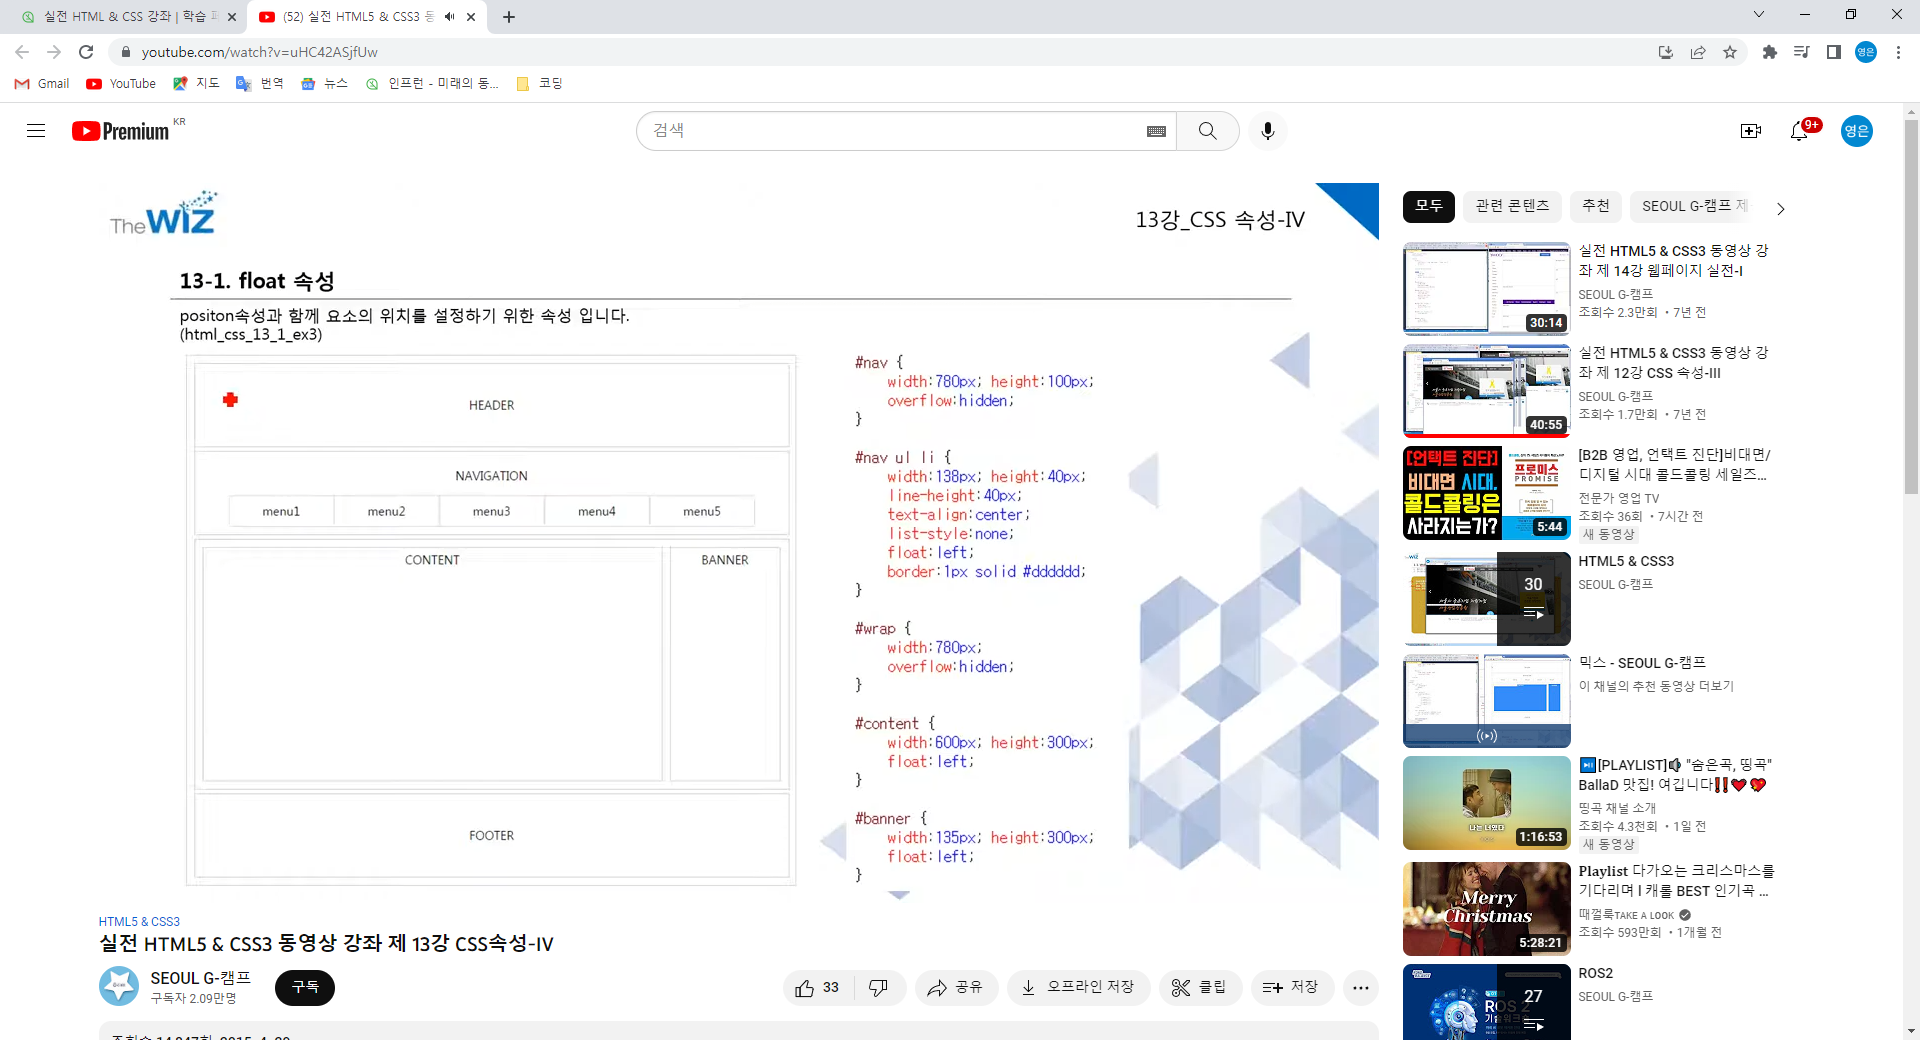 실전 HTML & CSS 강좌 | 학습 페
(52) 실전 HTML5 & CSS3 동
youtube.com/watch?v=uHC42ASjfUw
영은
Gmail
YouTube
지도
번역
뉴스
인프런 - 미래의 동...
코딩
Premium KR
검색
9+
영은
TheWIZ
13강_CSS 속성-IV
13-1. float 속성
positon속성과 함께 요소의 위치를 설정하기 위한 속성 입니다.
(html_css_13_1_ex3)
HEADER
NAVIGATION
menu1 menu2 menu3 menu4 menu5
CONTENT BANNER
FOOTER
#nav {
width:780px; height:100px;
overflow:hidden;
}
#nav ul li {
width:138px; height:40px;
line-height:40px;
text-align:center;
list-style:none;
float:left;
border:1px solid #dddddd;
}
#wrap {
width:780px;
overflow:hidden;
}
#content {
width:600px; height:300px;
float:left;
}
#banner {
width:135px; height:300px;
float:left;
}
HTML5 & CSS3
실전 HTML5 & CSS3 동영상 강좌 제 13강 CSS속성-IV
SEOUL G-캠프
구독자 2.09만명
구독
33
공유
오프라인 저장
클립
저장
모두
관련 콘텐츠
추천
SEOUL G-캠프 제
30:14
실전 HTML5 & CSS3 동영상 강
좌 제 14강 웹페이지 실전-I
SEOUL G-캠프
조회수 2.3만회 • 7년 전
40:55
실전 HTML5 & CSS3 동영상 강
좌 제 12강 CSS 속성-III
SEOUL G-캠프
조회수 1.7만회 • 7년 전
[언택트 진단]
비대면 시대.
콜드콜링은
사라지는가?
프로미스
PROMISE
5:44
[B2B 영업, 언택트 진단]비대면/
디지털 시대 콜드콜링 세일즈...
전문가 영업 TV
조회수 36회 • 7시간 전
새 동영상
30
HTML5 & CSS3
SEOUL G-캠프
믹스 - SEOUL G-캠프
이 채널의 추천 동영상 더보기
나는 너였다
1:16:53
[PLAYLIST] "숨은곡, 띵곡"
BallaD 맛집! 여깁니다
띵곡 채널 소개
조회수 4.3천회 • 1일 전
새 동영상
Merry
Christmas
5:28:21
Playlist 다가오는 크리스마스를
기다리며 l 캐롤 BEST 인기곡 ...
때껄룩TAKE A LOOK
조회수 593만회 • 1개월 전
ROS 2
27
ROS2
SEOUL G-캠프